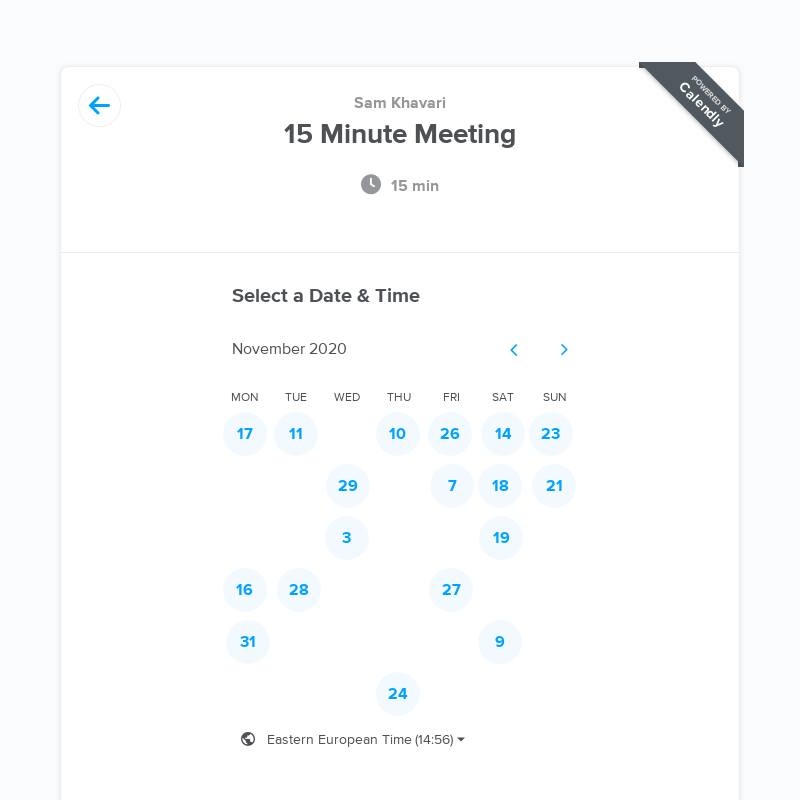 POWERED BY
Calendly
Sam Khavari
15 Minute Meeting
15 min
Select a Date & Time
November 2020
MON TUE WED THU FRI SAT SUN
17 11 10 26 14 23
29 7 18 21
3 19
16 28 27
31 9
24
Eastern European Time (14:56)